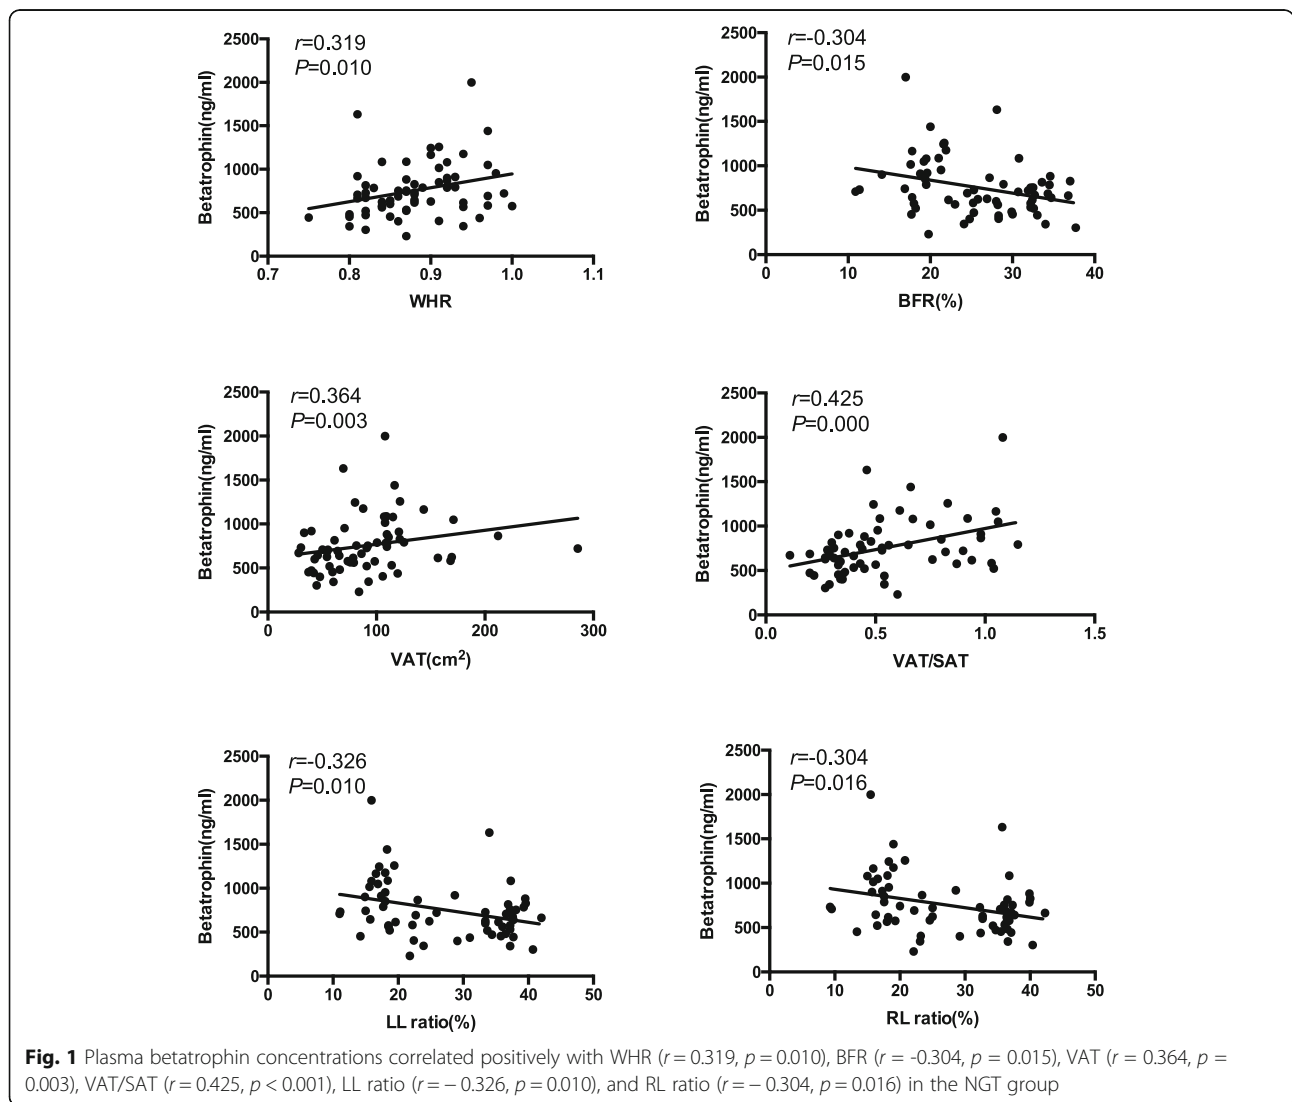 r=0.319
P=0.010
Betatrophin(ng/ml)
2500
2000
1500
1000
500
0
0.7 0.8 0.9 1.0 1.1
WHR
r=-0.304
P=0.015
Betatrophin(ng/ml)
2500
2000
1500
1000
500
0
0 10 20 30 40
BFR(%)
r=0.364
P=0.003
Betatrophin(ng/ml)
2500
2000
1500
1000
500
0
0 100 200 300
VAT(cm²)
r=0.425
P=0.000
Betatrophin(ng/ml)
2500
2000
1500
1000
500
0
0.0 0.5 1.0 1.5
VAT/SAT
r=-0.326
P=0.010
Betatrophin(ng/ml)
2500
2000
1500
1000
500
0
0 10 20 30 40 50
LL ratio(%)
r=-0.304
P=0.016
Betatrophin(ng/ml)
2500
2000
1500
1000
500
0
0 10 20 30 40 50
RL ratio(%)
Fig. 1 Plasma betatrophin concentrations correlated positively with WHR (r = 0.319, p = 0.010), BFR (r = -0.304, p = 0.015), VAT (r = 0.364, p =
0.003), VAT/SAT (r = 0.425, p < 0.001), LL ratio (r = − 0.326, p = 0.010), and RL ratio (r = − 0.304, p = 0.016) in the NGT group